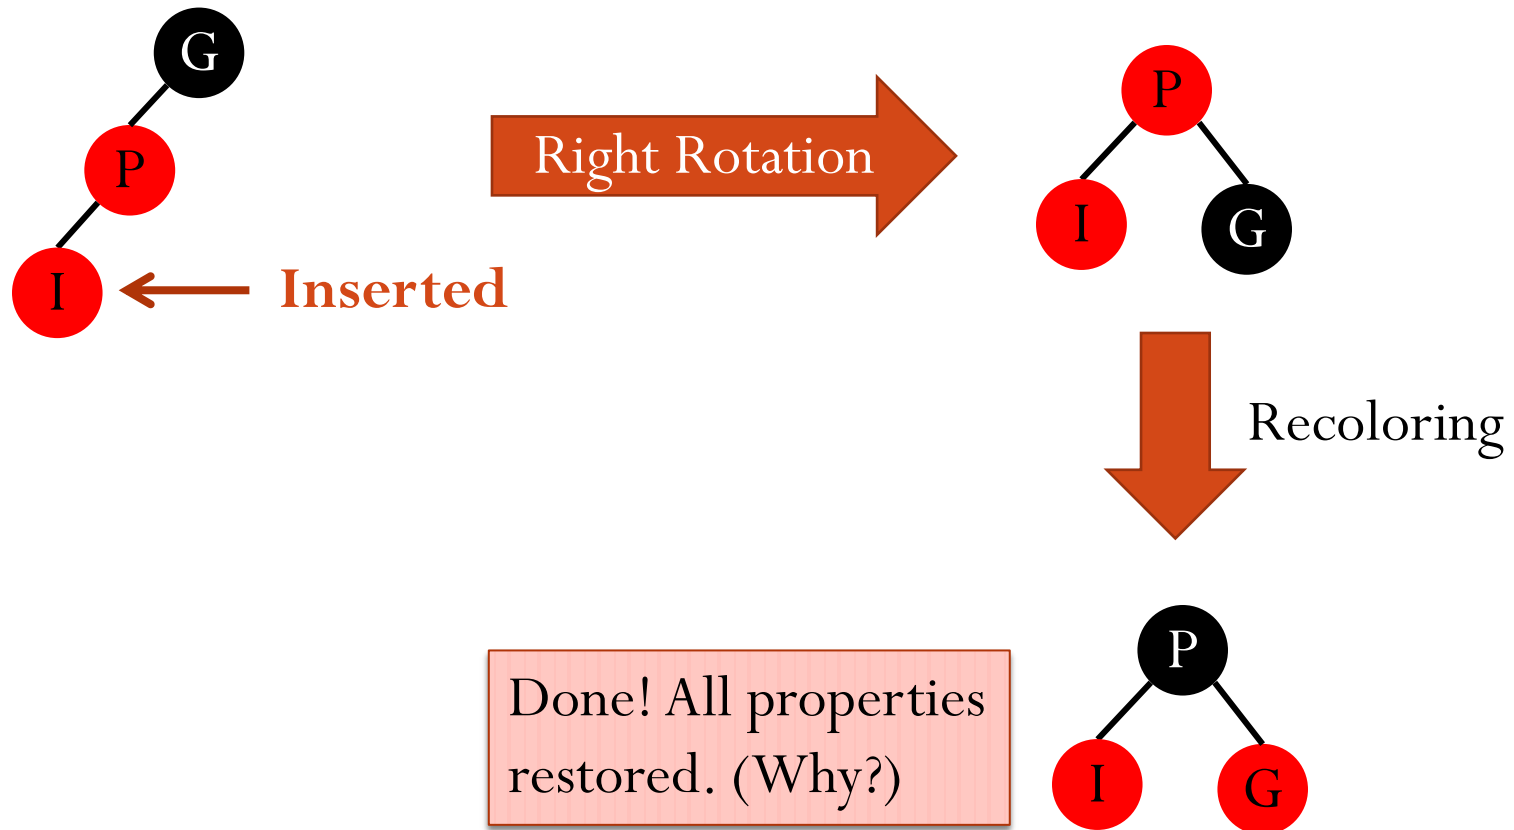 G
P
I
Inserted
Right Rotation
P
I
G
Recoloring
P
I
G
Done! All properties
restored. (Why?)